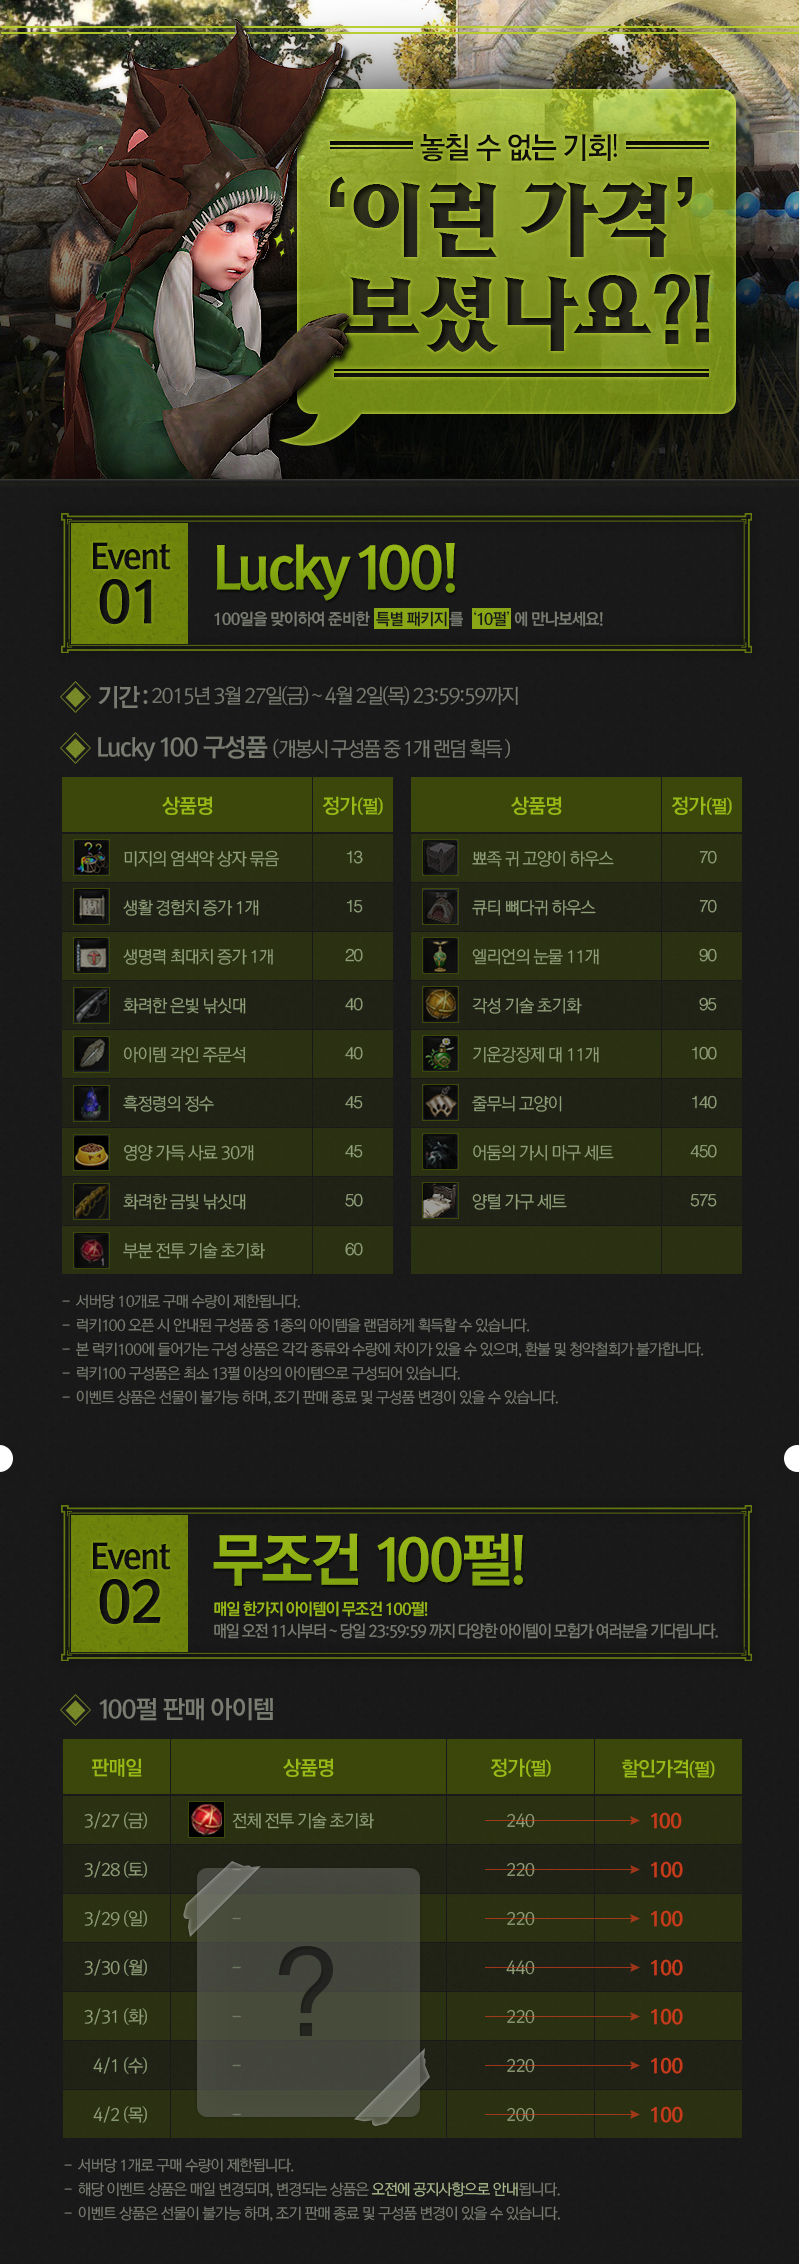 놓칠 수 없는 기회!
‘이런 가격’
보셨나요?!
Event
01
Lucky 100!
100일을 맞이하여 준비한 특별 패키지를 ‘10펄’에 만나보세요!
기간 : 2015년 3월 27일(금) ~ 4월 2일(목) 23:59:59까지
Lucky 100 구성품 (개봉시 구성품 중 1개 랜덤 획득)
상품명 정가(펄)
미지의 염색약 상자 묶음 13
생활 경험치 증가 1개 15
생명력 최대치 증가 1개 20
화려한 은빛 낚싯대 40
아이템 각인 주문석 40
흑정령의 정수 45
영양 가득 사료 30개 45
화려한 금빛 낚싯대 50
부분 전투 기술 초기화 60
상품명 정가(펄)
뾰족 귀 고양이 하우스 70
큐티 뼈다귀 하우스 70
엘리언의 눈물 11개 90
각성 기술 초기화 95
기운강장제 대 11개 100
줄무늬 고양이 140
어둠의 가시 마구 세트 450
양털 가구 세트 575
- 서버당 10개로 구매 수량이 제한됩니다.
- 럭키100 오픈 시 안내된 구성품 중 1종의 아이템을 랜덤하게 획득할 수 있습니다.
- 본 럭키100에 들어가는 구성 상품은 각각 종류와 수량에 차이가 있을 수 있으며, 환불 및 청약철회가 불가합니다.
- 럭키100 구성품은 최소 13펄 이상의 아이템으로 구성되어 있습니다.
- 이벤트 상품은 선물이 불가능 하며, 조기 판매 종료 및 구성품 변경이 있을 수 있습니다.
Event
02
무조건 100펄!
매일 한가지 아이템이 무조건 100펄!
매일 오전 11시부터 ~ 당일 23:59:59 까지 다양한 아이템이 모험가 여러분을 기다립니다.
100펄 판매 아이템
판매일 상품명 정가(펄) 할인가격(펄)
3/27 (금) 전체 전투 기술 초기화 240 100
3/28 (토) - 220 100
3/29 (일) - 220 100
3/30 (월) - 440 100
?
3/31 (화) - 220 100
4/1 (수) - 220 100
4/2 (목) - 200 100
- 서버당 1개로 구매 수량이 제한됩니다.
- 해당 이벤트 상품은 매일 변경되며, 변경되는 상품은 오전에 공지사항으로 안내됩니다.
- 이벤트 상품은 선물이 불가능 하며, 조기 판매 종료 및 구성품 변경이 있을 수 있습니다.